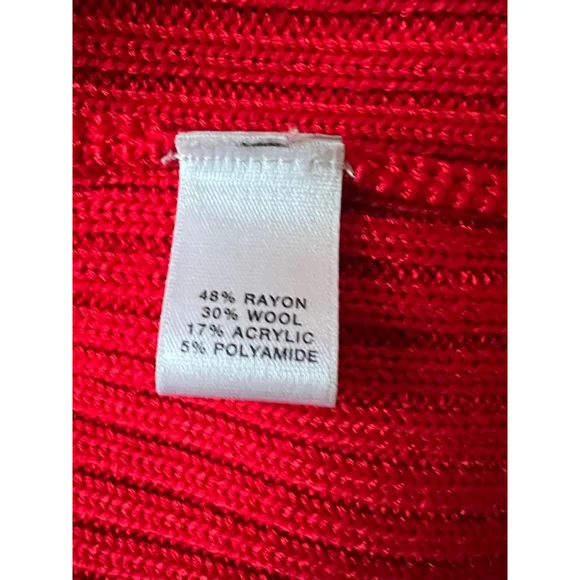 48% RAYON
30% WOOL
17% ACRYLIC
5% POLYAMIDE